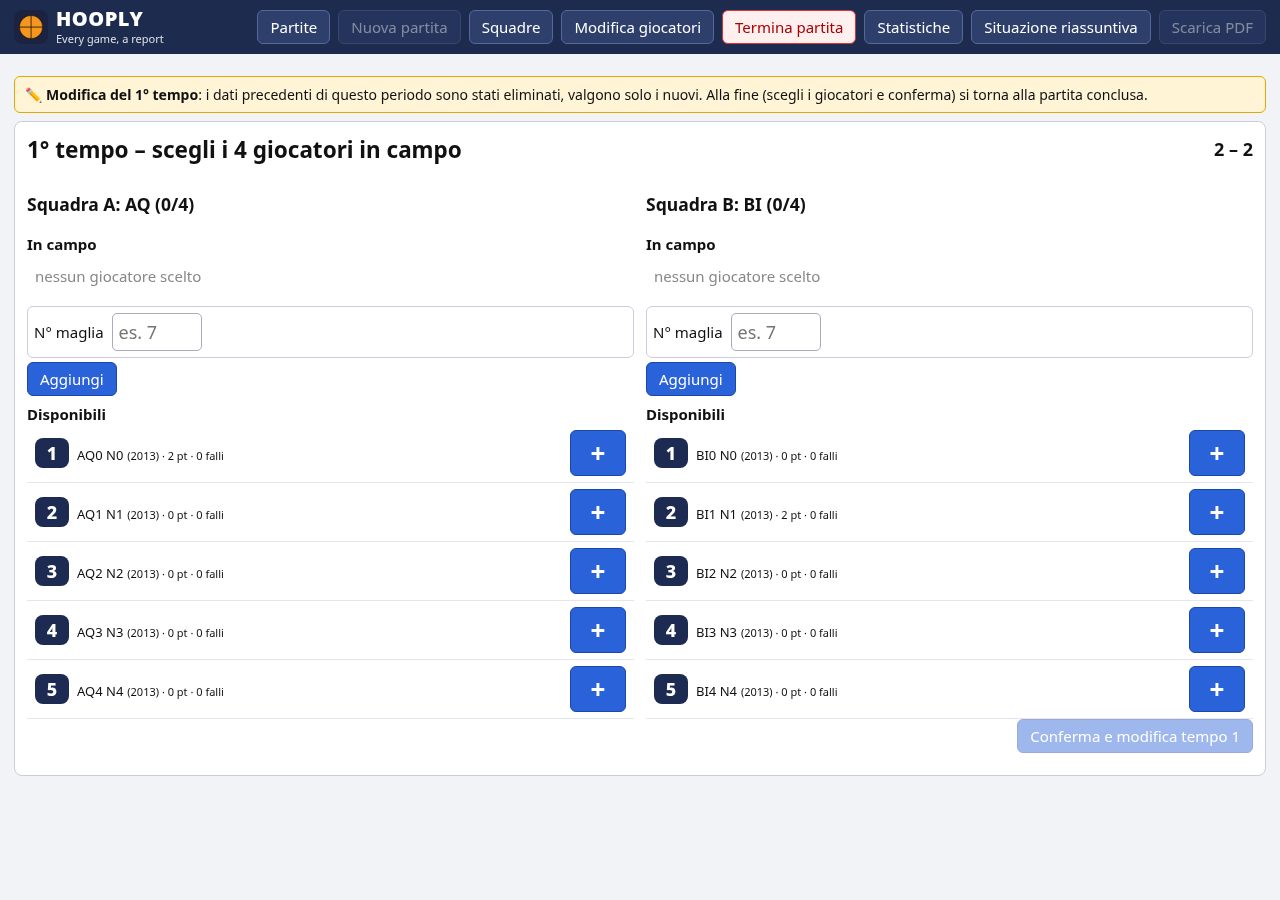 HOOPLY
Every game, a report
Partite
Nuova partita
Squadre
Modifica giocatori
Termina partita
Statistiche
Situazione riassuntiva
Scarica PDF
✏️ Modifica del 1° tempo: i dati precedenti di questo periodo sono stati eliminati, valgono solo i nuovi. Alla fine (scegli i giocatori e conferma) si torna alla partita conclusa.
1° tempo – scegli i 4 giocatori in campo
2 – 2
Squadra A: AQ (0/4)
In campo
nessun giocatore scelto
N° maglia es. 7
Aggiungi
Disponibili
1 AQ0 N0 (2013) · 2 pt · 0 falli +
2 AQ1 N1 (2013) · 0 pt · 0 falli +
3 AQ2 N2 (2013) · 0 pt · 0 falli +
4 AQ3 N3 (2013) · 0 pt · 0 falli +
5 AQ4 N4 (2013) · 0 pt · 0 falli +
Squadra B: BI (0/4)
In campo
nessun giocatore scelto
N° maglia es. 7
Aggiungi
Disponibili
1 BI0 N0 (2013) · 0 pt · 0 falli +
2 BI1 N1 (2013) · 2 pt · 0 falli +
3 BI2 N2 (2013) · 0 pt · 0 falli +
4 BI3 N3 (2013) · 0 pt · 0 falli +
5 BI4 N4 (2013) · 0 pt · 0 falli +
Conferma e modifica tempo 1